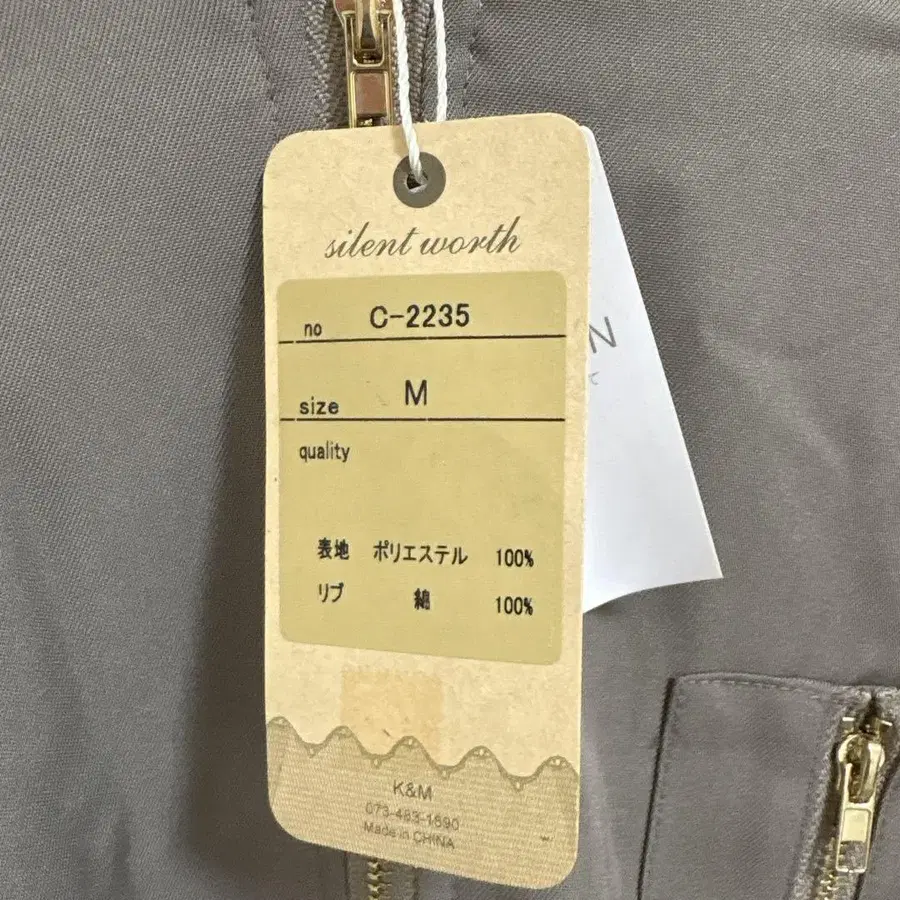 silent worth
no C-2235
size M
quality
表地 ポリエステル 100%
リブ 綿 100%
K&M
073-483-1690
Made in CHINA
N
て